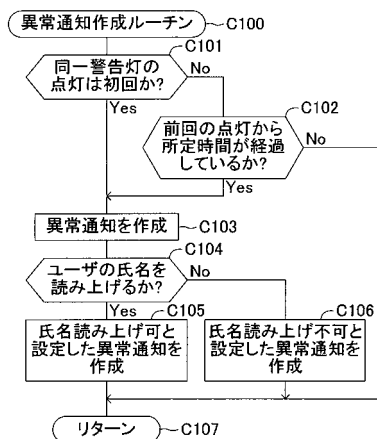 異常通知作成ルーチン
C100
C101
同一警告灯の
点灯は初回か?
No
Yes
C102
前回の点灯から
所定時間が経過
しているか?
No
Yes
異常通知を作成
C103
C104
ユーザの氏名を
読み上げるか?
No
Yes
C105
氏名読み上げ可と
設定した異常通知を
作成
C106
氏名読み上げ不可と
設定した異常通知を
作成
リターン
C107